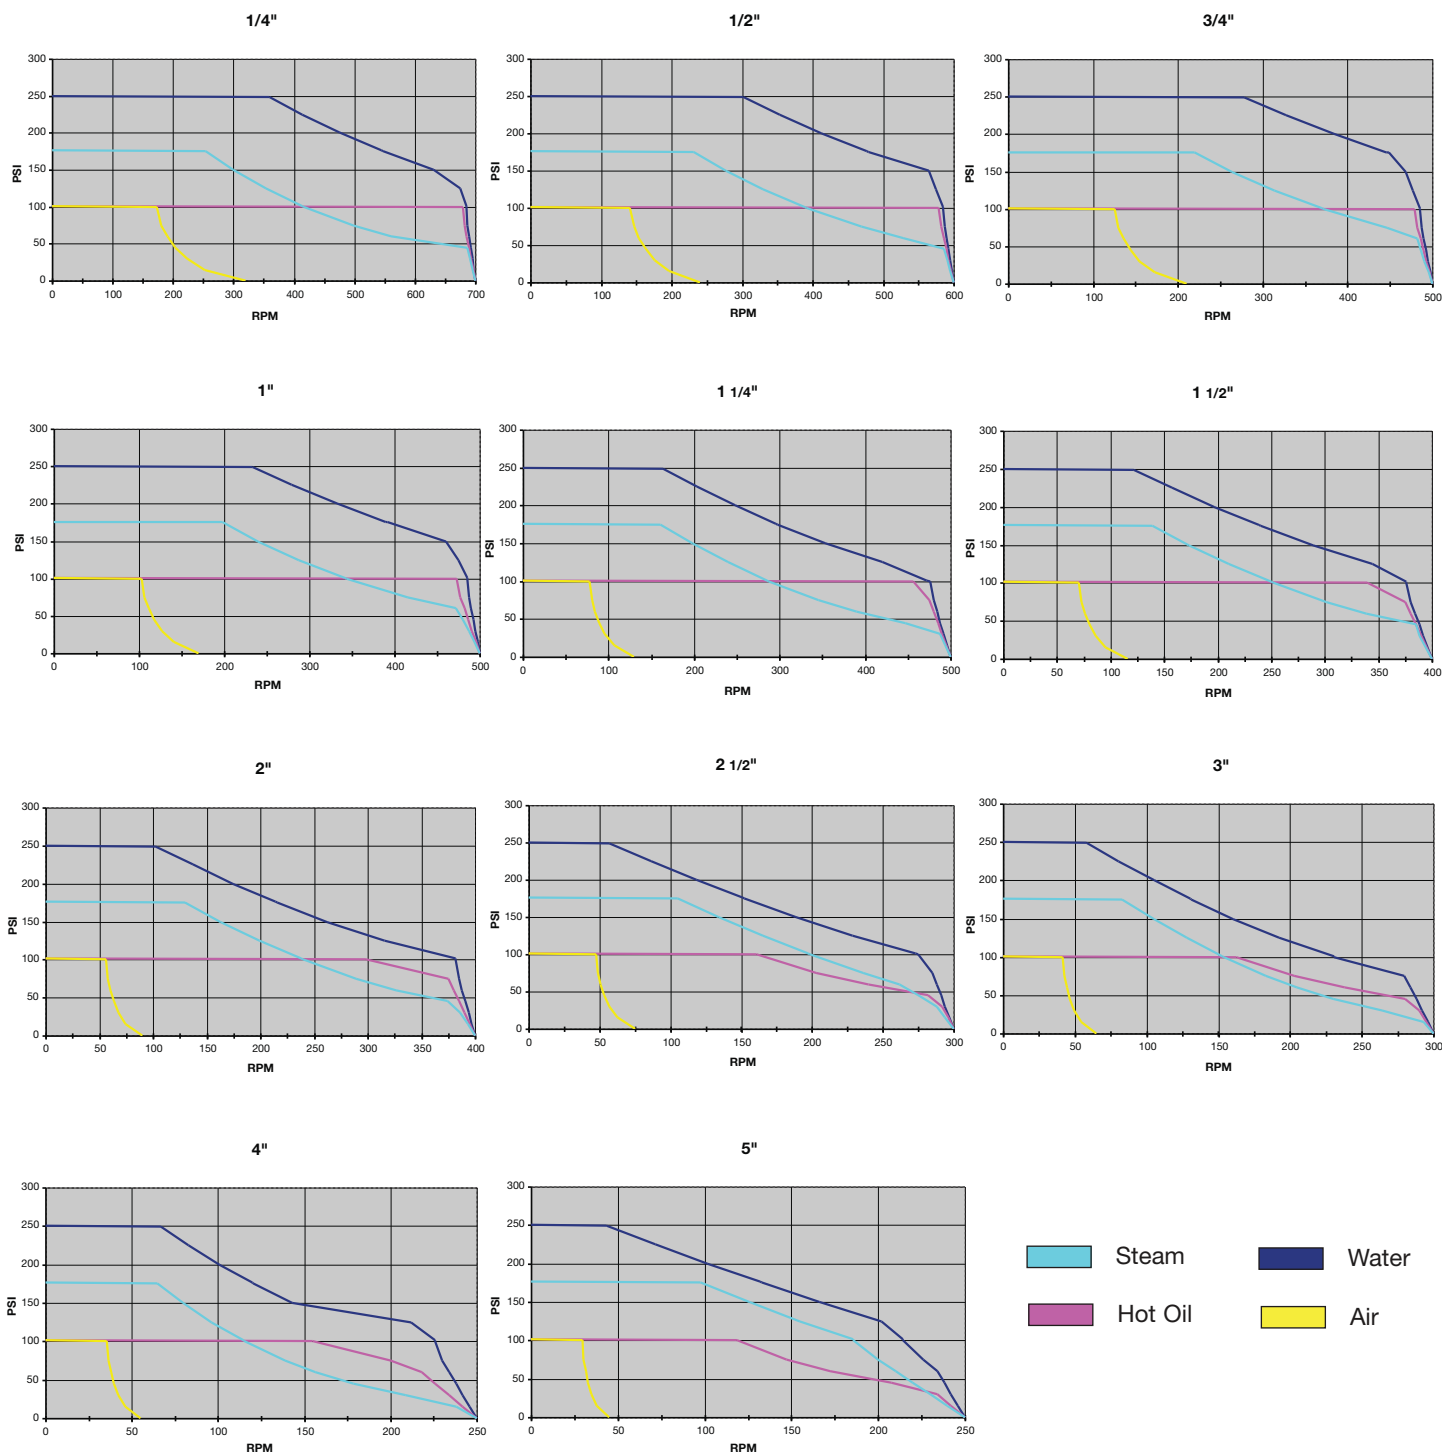 1/4" 1/2" 3/4"
300 300 300
250 250 250
200 200 200
150 150 150
PSI PSI PSI
100 100 100
50 50 50
0 0 0
0 100 200 300 400 500 600 700 0 100 200 300 400 500 600 0 100 200 300 400 500
RPM RPM RPM
1" 1 1/4" 1 1/2"
300 300 300
250 250 250
200 200 200
150 150 150
PSI PSI PSI
100 100 100
50 50 50
0 0 0
0 100 200 300 400 500 0 100 200 300 400 500 0 50 100 150 200 250 300 350 400
RPM RPM RPM
2" 2 1/2" 3"
300 300 300
250 250 250
200 200 200
150 150 150
PSI PSI PSI
100 100 100
50 50 50
0 0 0
0 50 100 150 200 250 300 350 400 0 50 100 150 200 250 300 0 50 100 150 200 250 300
RPM RPM RPM
4" 5"
300 300
250 250
200 200
150 150
PSI PSI
100 100
50 50
0 0
0 50 100 150 200 250 0 50 100 150 200 250
RPM RPM
Steam Water
Hot Oil Air